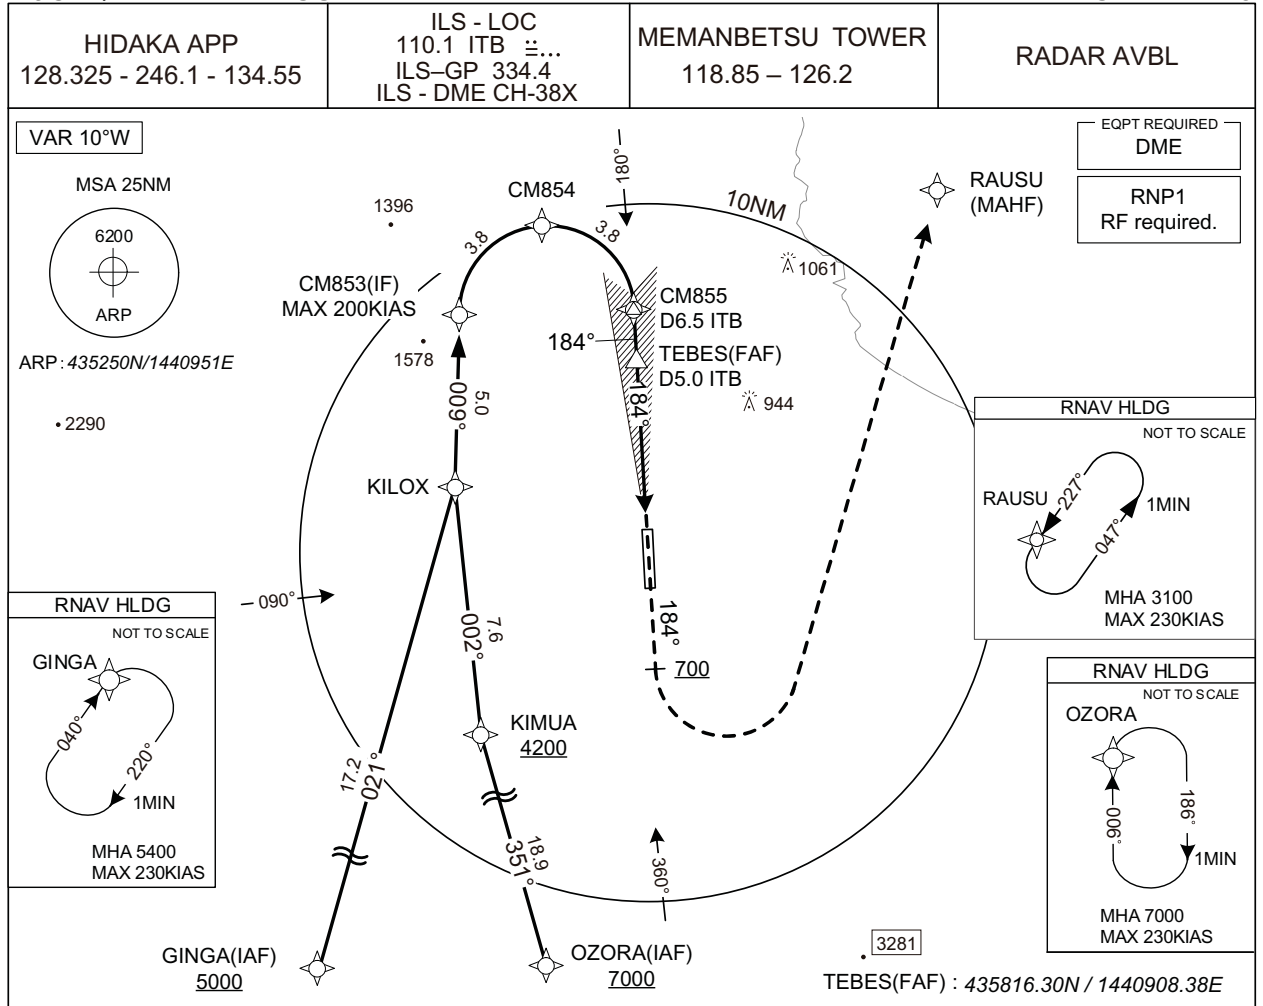 HIDAKA APP
128.325 - 246.1 - 134.55
ILS - LOC
110.1 ITB
ILS–GP 334.4
ILS - DME CH-38X
MEMANBETSU TOWER
118.85 – 126.2
RADAR AVBL
VAR 10°W
MSA 25NM
6200
ARP
ARP : 435250N/1440951E
EQPT REQUIRED
DME
RNP1
RF required.
180°
10NM
RAUSU
(MAHF)
CM854
1396
3.8
3.8
1061
CM853(IF)
MAX 200KIAS
CM855
D6.5 ITB
1578
184°
TEBES(FAF)
D5.0 ITB
184°
944
2290
009°
5.0
KILOX
RNAV HLDG
NOT TO SCALE
RAUSU
227°
047°
1MIN
MHA 3100
MAX 230KIAS
090°
RNAV HLDG
NOT TO SCALE
GINGA
040°
220°
1MIN
MHA 5400
MAX 230KIAS
002°
7.6
184°
700
KIMUA
4200
17.2
021°
18.9
351°
360°
RNAV HLDG
NOT TO SCALE
OZORA
006°
186°
1MIN
MHA 7000
MAX 230KIAS
GINGA(IAF)
5000
OZORA(IAF)
7000
3281
TEBES(FAF) : 435816.30N / 1440908.38E